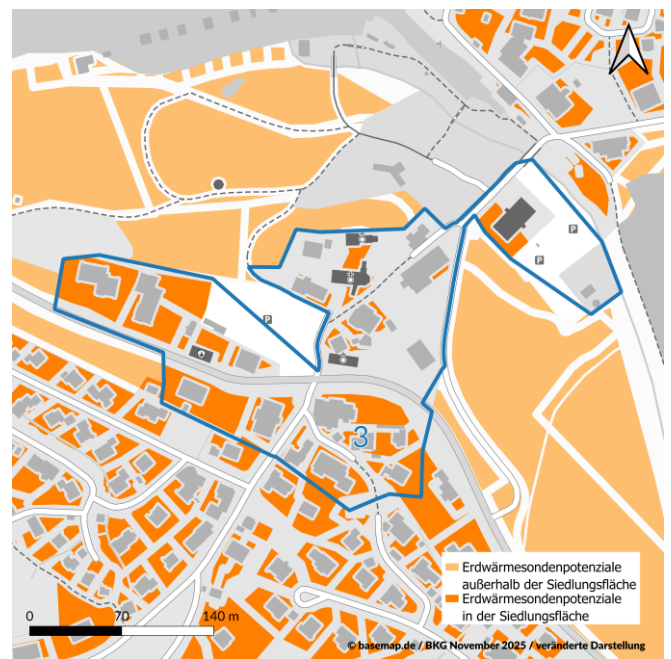 P
P
P
3
Erdwärmesondenpotenziale
außerhalb der Siedlungsfläche
Erdwärmesondenpotenziale
in der Siedlungsfläche
0 70 140 m
© basemap.de / BKG November 2025 / veränderte Darstellung